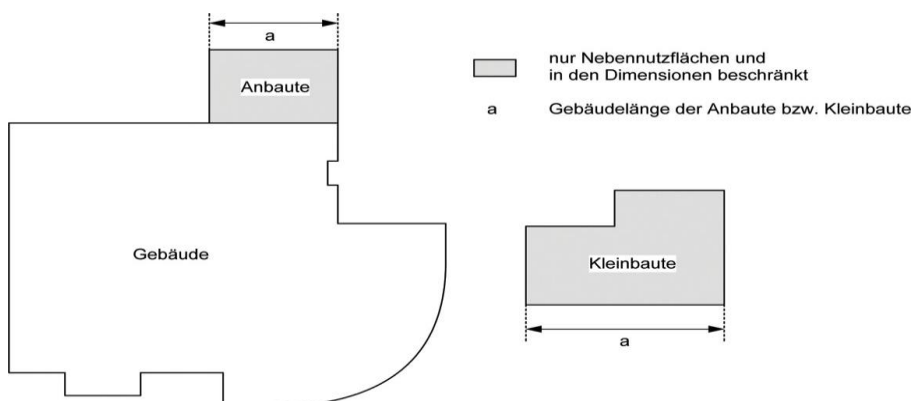 a
Anbaute
nur Nebennutzflächen und
in den Dimensionen beschränkt
a Gebäudelänge der Anbaute bzw. Kleinbaute
Gebäude
Kleinbaute
a